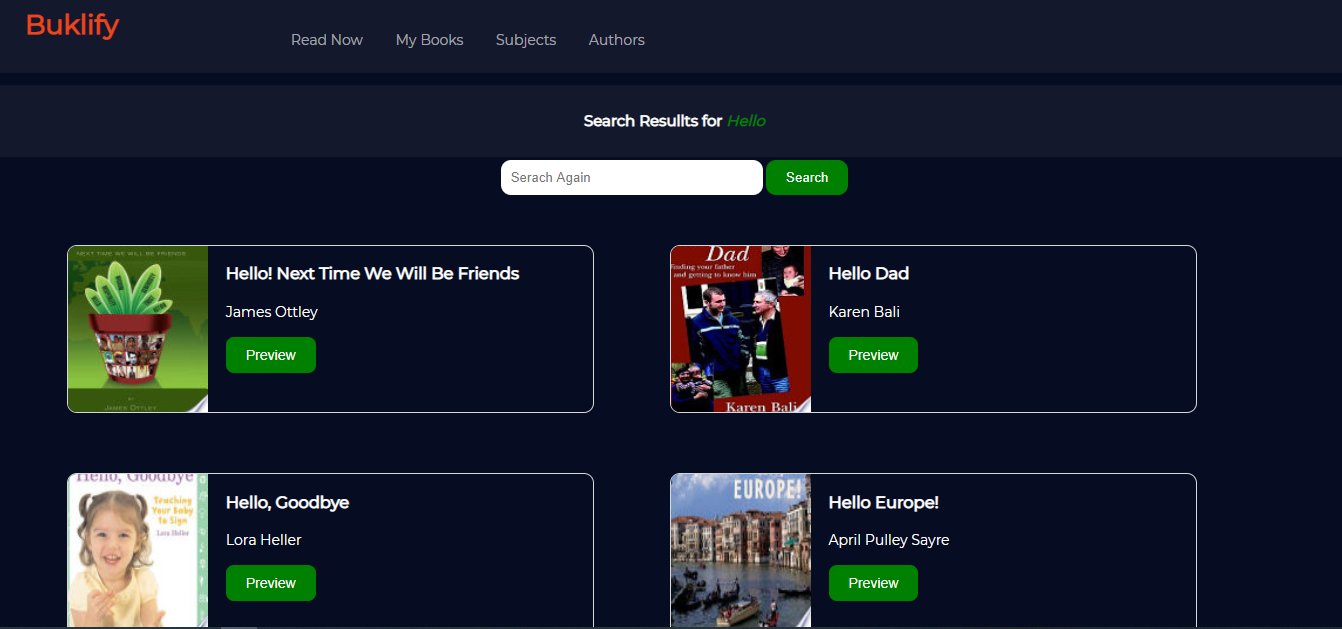 Buklify
Read Now My Books Subjects Authors
Search Resullts for Hello
Serach Again Search
NEXT TIME WE WILL BE FRIENDS
BY
JAMES OTTLEY
Hello! Next Time We Will Be Friends
James Ottley
Preview
Dad
Finding your father
and getting to know him
Karen Bali
Hello Dad
Karen Bali
Preview
Hello, Goodbye
Teaching
Your Baby
to Sign
Lora Heller
Hello, Goodbye
Lora Heller
Preview
EUROPE!
Hello Europe!
April Pulley Sayre
Preview